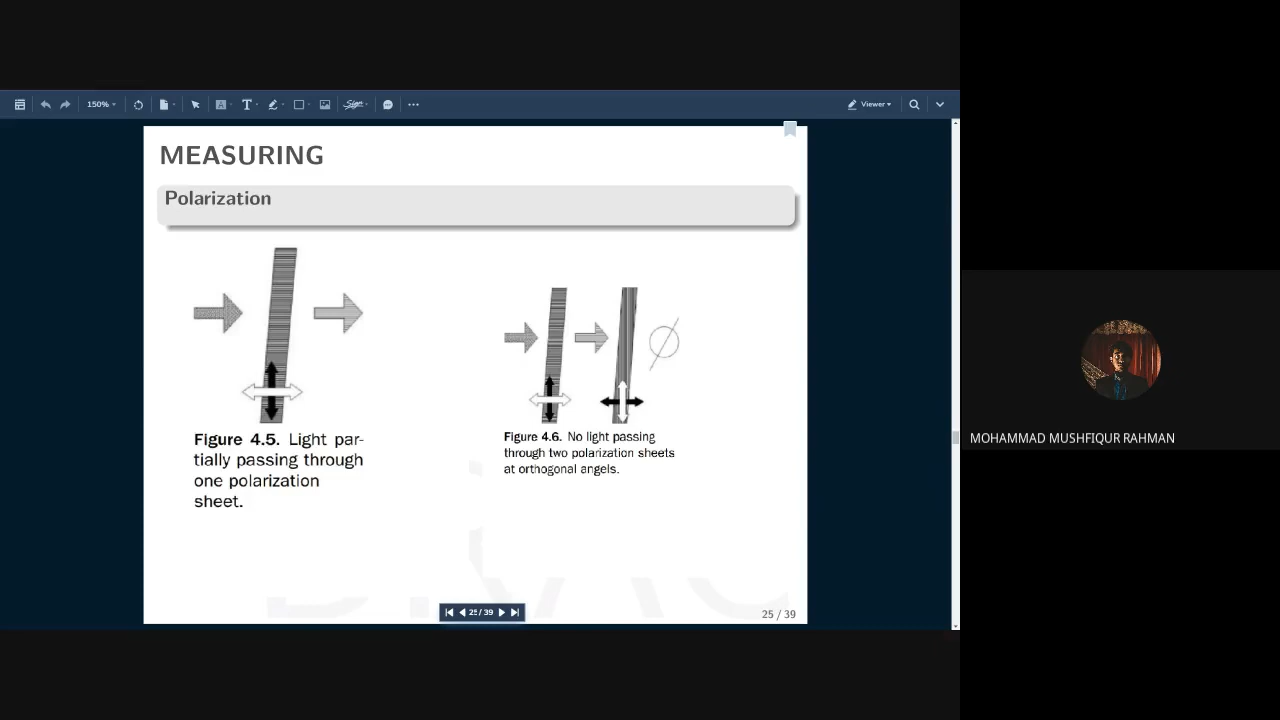 150%
T
Sign
Viewer
MEASURING
Polarization
Figure 4.5. Light par-
tially passing through
one polarization
sheet.
Figure 4.6. No light passing
through two polarization sheets
at orthogonal angels.
25 / 39
25 / 39
MOHAMMAD MUSHFIQUR RAHMAN